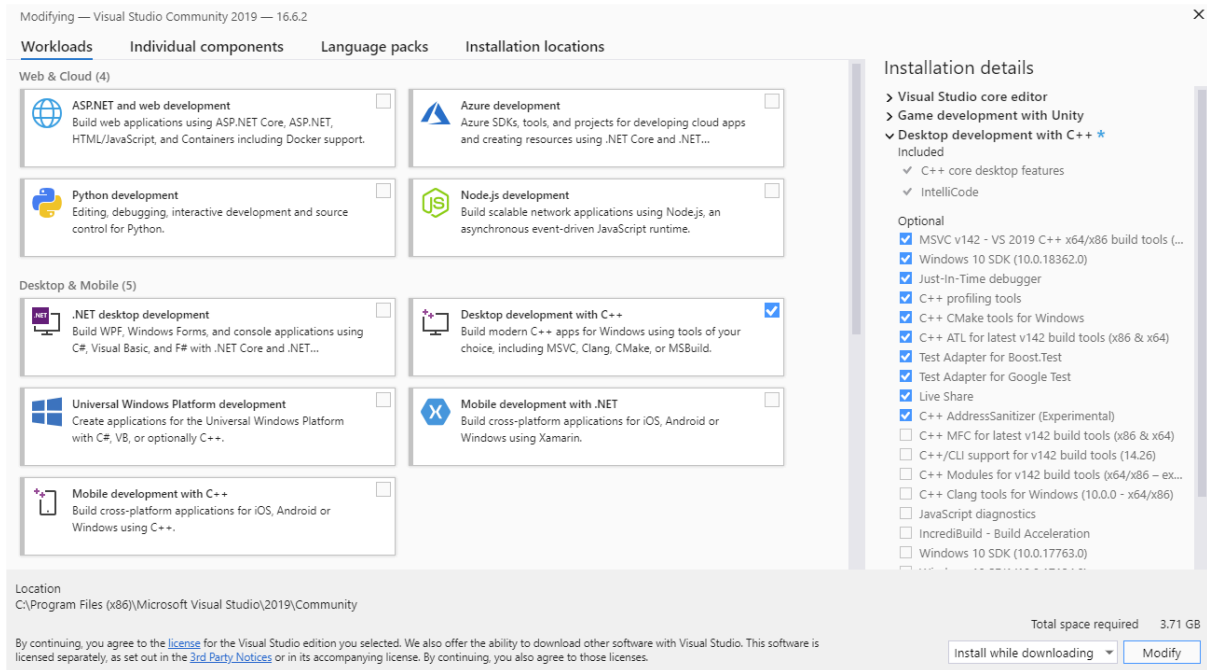 Modifying — Visual Studio Community 2019 — 16.6.2
Workloads
Individual components
Language packs
Installation locations
Web & Cloud (4)
ASP.NET and web development
Build web applications using ASP.NET Core, ASP.NET,
HTML/JavaScript, and Containers including Docker support.
Azure development
Azure SDKs, tools, and projects for developing cloud apps
and creating resources using .NET Core and .NET...
Python development
Editing, debugging, interactive development and source
control for Python.
Node.js development
Build scalable network applications using Node.js, an
asynchronous event-driven JavaScript runtime.
Desktop & Mobile (5)
.NET
.NET desktop development
Build WPF, Windows Forms, and console applications using
C#, Visual Basic, and F# with .NET Core and .NET...
Desktop development with C++
Build modern C++ apps for Windows using tools of your
choice, including MSVC, Clang, CMake, or MSBuild.
Universal Windows Platform development
Create applications for the Universal Windows Platform
with C#, VB, or optionally C++.
Mobile development with .NET
Build cross-platform applications for iOS, Android or
Windows using Xamarin.
Mobile development with C++
Build cross-platform applications for iOS, Android or
Windows using C++.
Installation details
Visual Studio core editor
Game development with Unity
Desktop development with C++ *
Included
C++ core desktop features
IntelliCode
Optional
MSVC v142 - VS 2019 C++ x64/x86 build tools (...
Windows 10 SDK (10.0.18362.0)
Just-In-Time debugger
C++ profiling tools
C++ CMake tools for Windows
C++ ATL for latest v142 build tools (x86 & x64)
Test Adapter for Boost.Test
Test Adapter for Google Test
Live Share
C++ AddressSanitizer (Experimental)
C++ MFC for latest v142 build tools (x86 & x64)
C++/CLI support for v142 build tools (14.26)
C++ Modules for v142 build tools (x64/x86 – ex...
C++ Clang tools for Windows (10.0.0 - x64/x86)
JavaScript diagnostics
IncrediBuild - Build Acceleration
Windows 10 SDK (10.0.17763.0)
Location
C:\Program Files (x86)\Microsoft Visual Studio\2019\Community
By continuing, you agree to the license for the Visual Studio edition you selected. We also offer the ability to download other software with Visual Studio. This software is
licensed separately, as set out in the 3rd Party Notices or in its accompanying license. By continuing, you also agree to those licenses.
Total space required 3.71 GB
Install while downloading
Modify